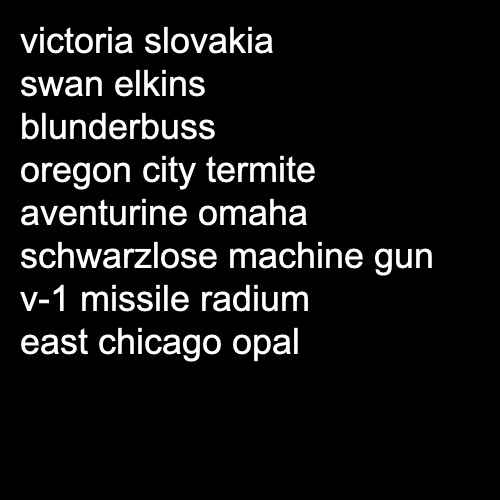 victoria slovakia
swan elkins
blunderbuss
oregon city termite
aventurine omaha
schwarzlose machine gun
v-1 missile radium
east chicago opal